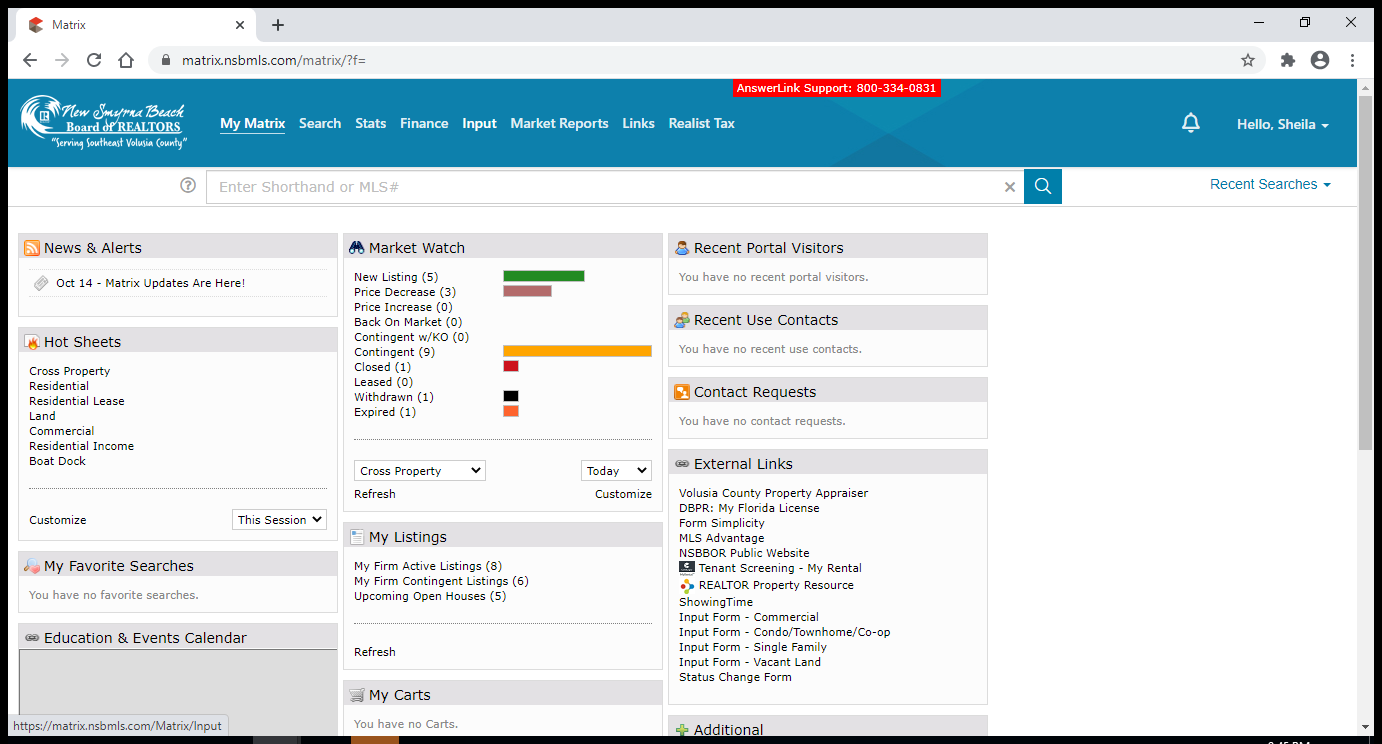 Matrix
matrix.nsbmls.com/matrix/?f=
AnswerLink Support: 800-334-0831
New Smyrna Beach
Board of REALTORS
"Serving Southeast Volusia County"
My Matrix Search Stats Finance Input Market Reports Links Realist Tax
Hello, Sheila
Enter Shorthand or MLS#
Recent Searches
News & Alerts
Oct 14 - Matrix Updates Are Here!
Hot Sheets
Cross Property
Residential
Residential Lease
Land
Commercial
Residential Income
Boat Dock
Customize This Session
My Favorite Searches
You have no favorite searches.
Education & Events Calendar
https://matrix.nsbmls.com/Matrix/Input
Market Watch
New Listing (5)
Price Decrease (3)
Price Increase (0)
Back On Market (0)
Contingent w/KO (0)
Contingent (9)
Closed (1)
Leased (0)
Withdrawn (1)
Expired (1)
Cross Property Today
Refresh Customize
My Listings
My Firm Active Listings (8)
My Firm Contingent Listings (6)
Upcoming Open Houses (5)
Refresh
My Carts
You have no Carts.
Recent Portal Visitors
You have no recent portal visitors.
Recent Use Contacts
You have no recent use contacts.
Contact Requests
You have no contact requests.
External Links
Volusia County Property Appraiser
DBPR: My Florida License
Form Simplicity
MLS Advantage
NSBBOR Public Website
Tenant Screening - My Rental
REALTOR Property Resource
ShowingTime
Input Form - Commercial
Input Form - Condo/Townhome/Co-op
Input Form - Single Family
Input Form - Vacant Land
Status Change Form
Additional